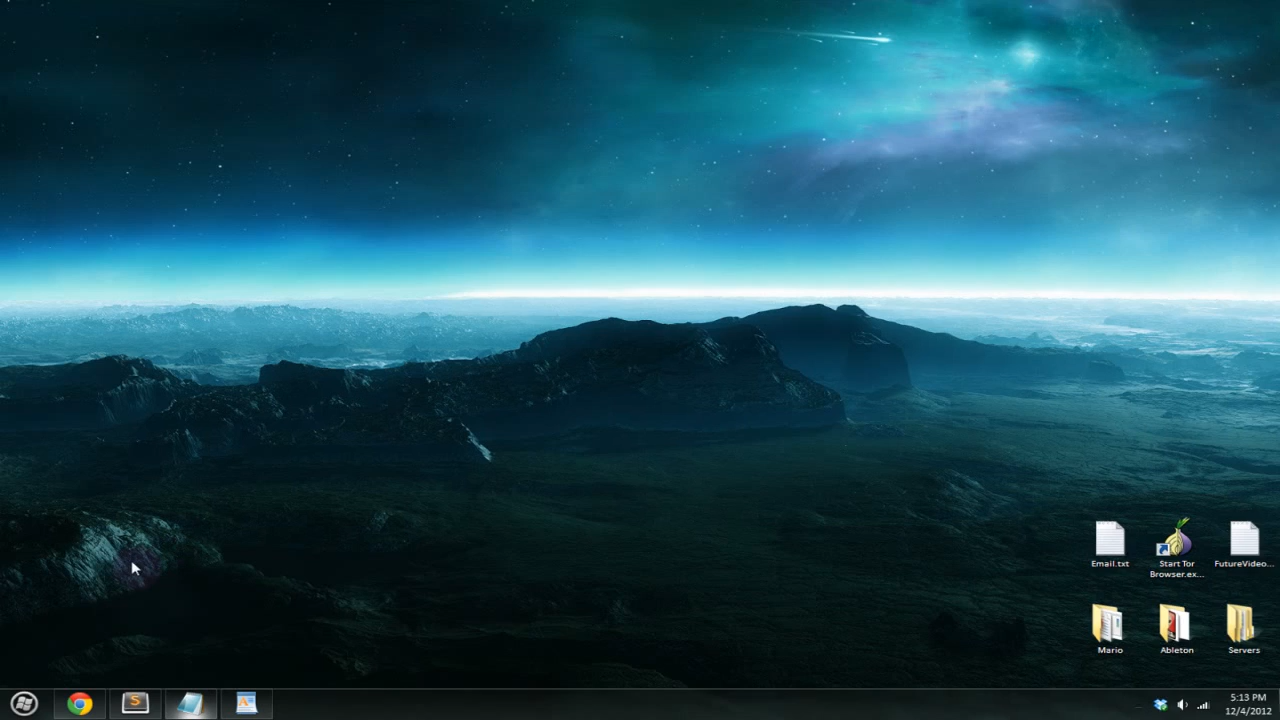 Email.txt
Start Tor
Browser.ex...
FutureVideo...
Mario
Ableton
Servers
5:13 PM
12/4/2012